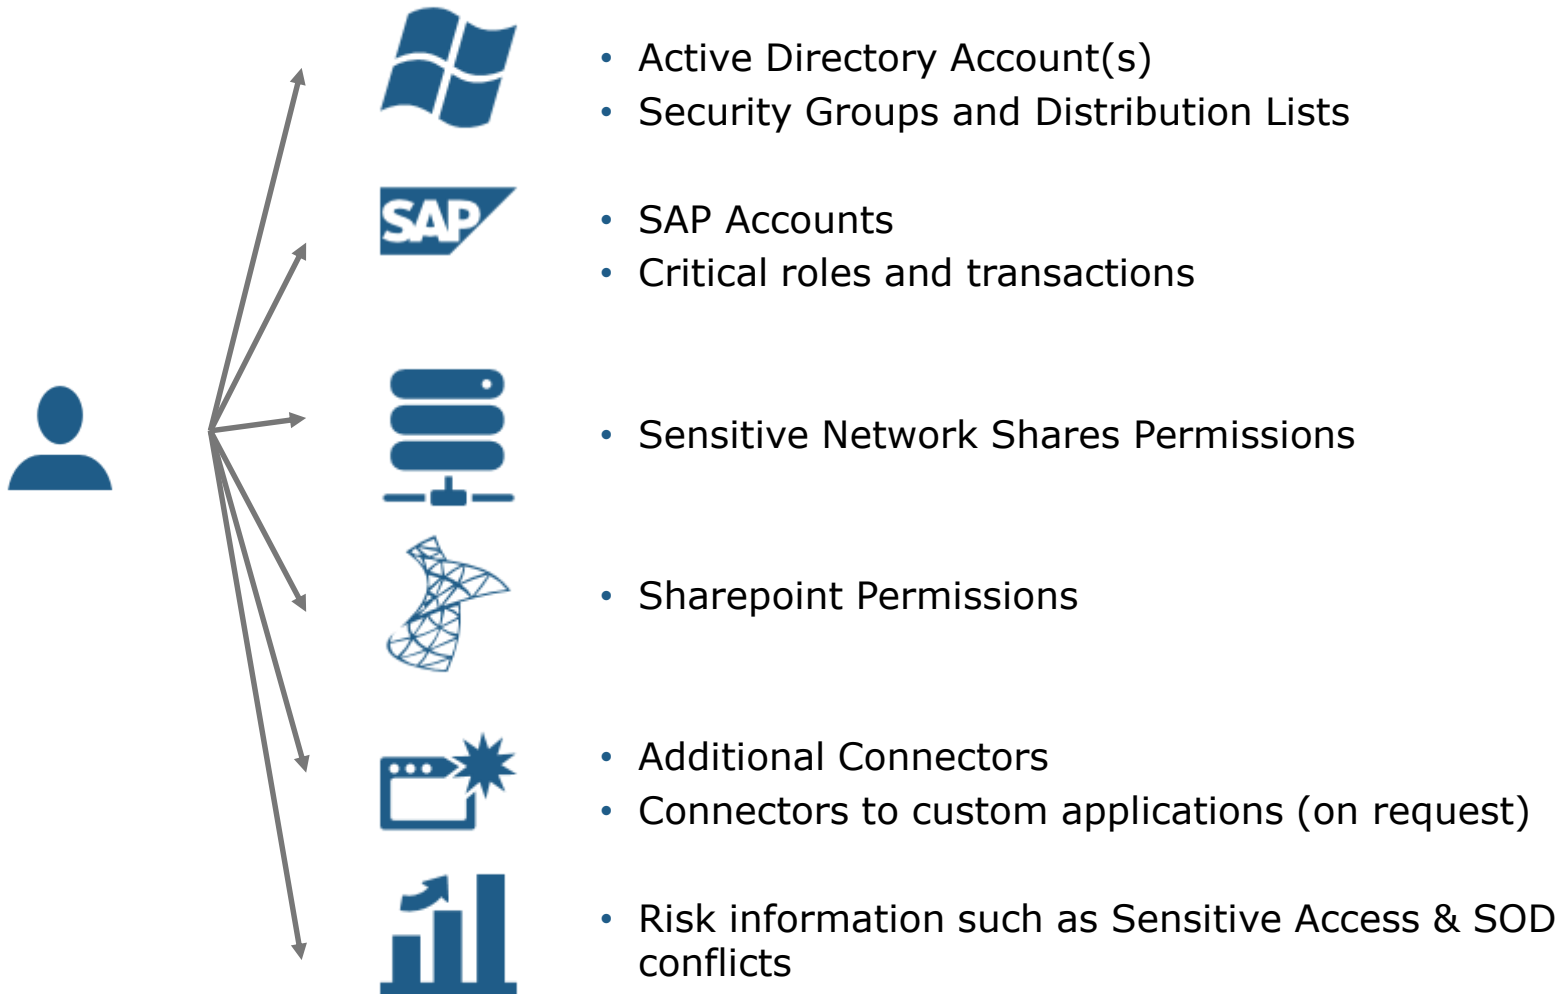 • Active Directory Account(s)
• Security Groups and Distribution Lists
SAP
• SAP Accounts
• Critical roles and transactions
• Sensitive Network Shares Permissions
• Sharepoint Permissions
• Additional Connectors
• Connectors to custom applications (on request)
• Risk information such as Sensitive Access & SOD
conflicts